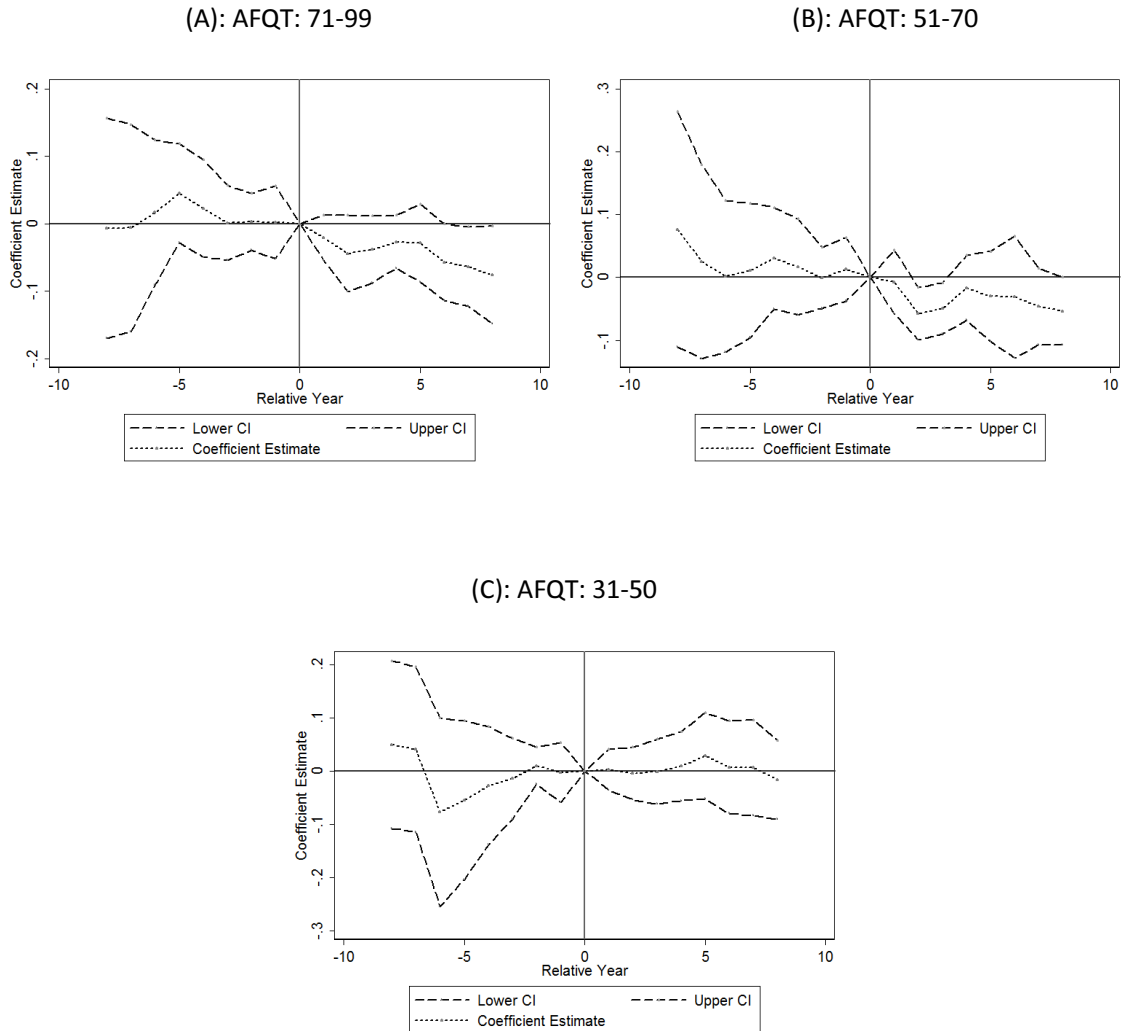 (A): AFQT: 71-99
(B): AFQT: 51-70
Coefficient Estimate
.2
.1
0
-.1
-.2
-10
-5
0
5
10
Relative Year
Lower CI
Upper CI
Coefficient Estimate
Coefficient Estimate
.3
.2
.1
0
-.1
-10
-5
0
5
10
Relative Year
Lower CI
Upper CI
Coefficient Estimate
(C): AFQT: 31-50
Coefficient Estimate
.2
.1
0
-.1
-.2
-.3
-10
-5
0
5
10
Relative Year
Lower CI
Upper CI
Coefficient Estimate